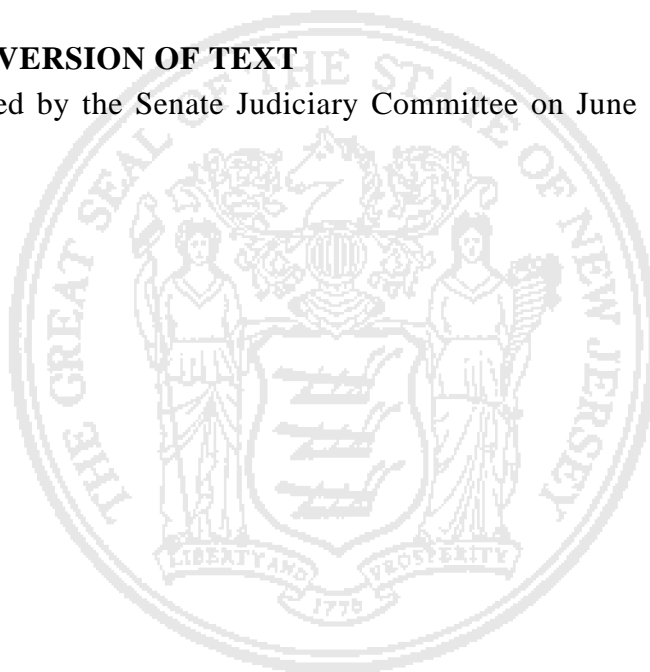 VERSION OF TEXT
ed by the Senate Judiciary Committee on June
THE GREAT SEAL OF THE STATE OF NEW JERSEY
LIBERTY AND PROSPERITY
1776